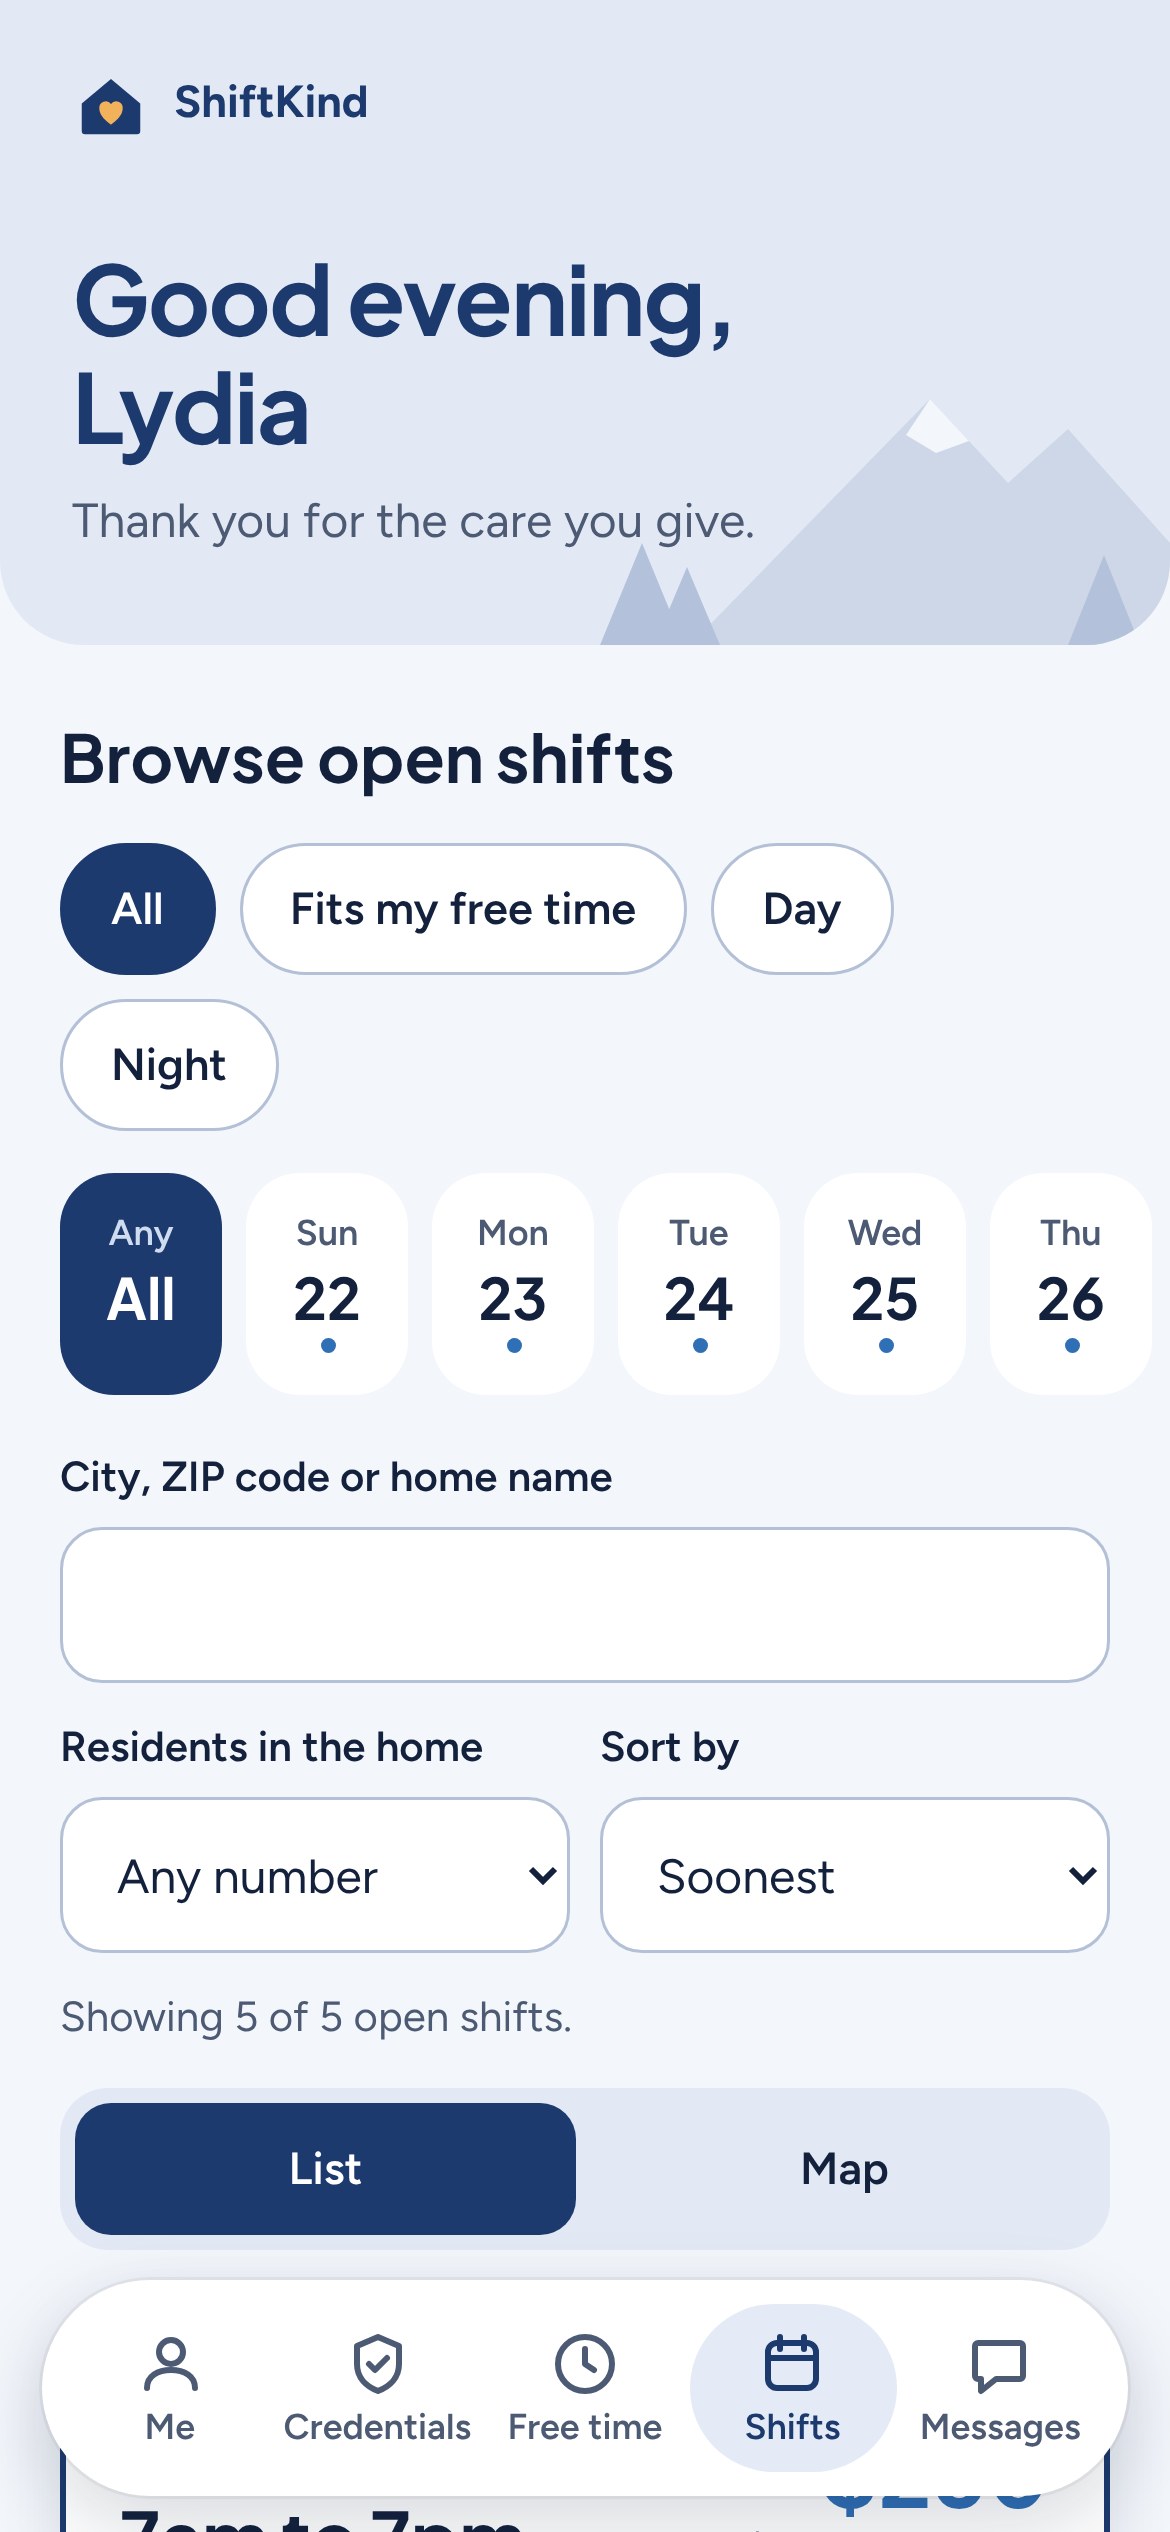 ShiftKind
Good evening,
Lydia
Thank you for the care you give.
Browse open shifts
All
Fits my free time
Day
Night
Any
All
Sun
22
Mon
23
Tue
24
Wed
25
Thu
26
City, ZIP code or home name
Residents in the home
Sort by
Any number
Soonest
Showing 5 of 5 open shifts.
List
Map
Me
Credentials
Free time
Shifts
Messages
7am to 7pm